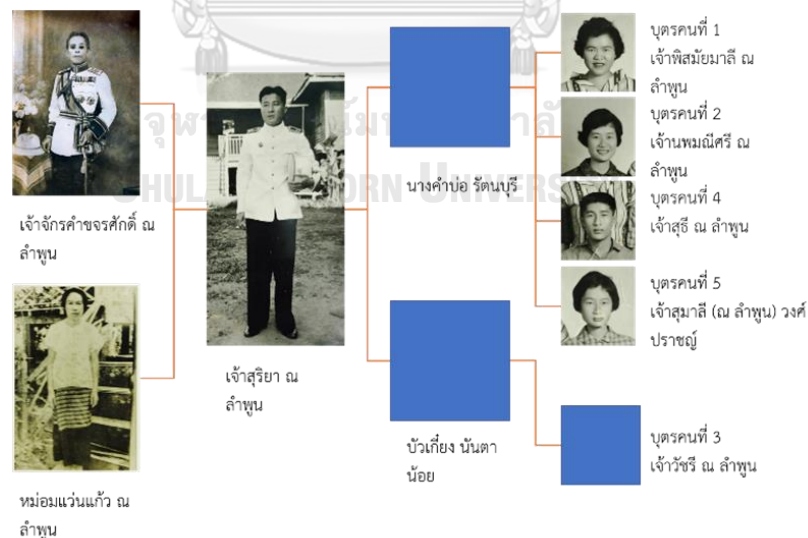 เจ้าจักรคำขจรศักดิ์ ณ
ลำพูน
หม่อมแว่นแก้ว ณ
ลำพูน
เจ้าสุริยา ณ
ลำพูน
นางคำบ่อ รัตนบุรี
บัวเกี๋ยง นันตา
น้อย
บุตรคนที่ 1
เจ้าพิสมัยมาลี ณ
ลำพูน
บุตรคนที่ 2
เจ้านพมณีศรี ณ
ลำพูน
บุตรคนที่ 4
เจ้าสุธี ณ ลำพูน
บุตรคนที่ 5
เจ้าสุมาลี (ณ ลำพูน) วงศ์
ปราชญ์
บุตรคนที่ 3
เจ้าวัชรี ณ ลำพูน